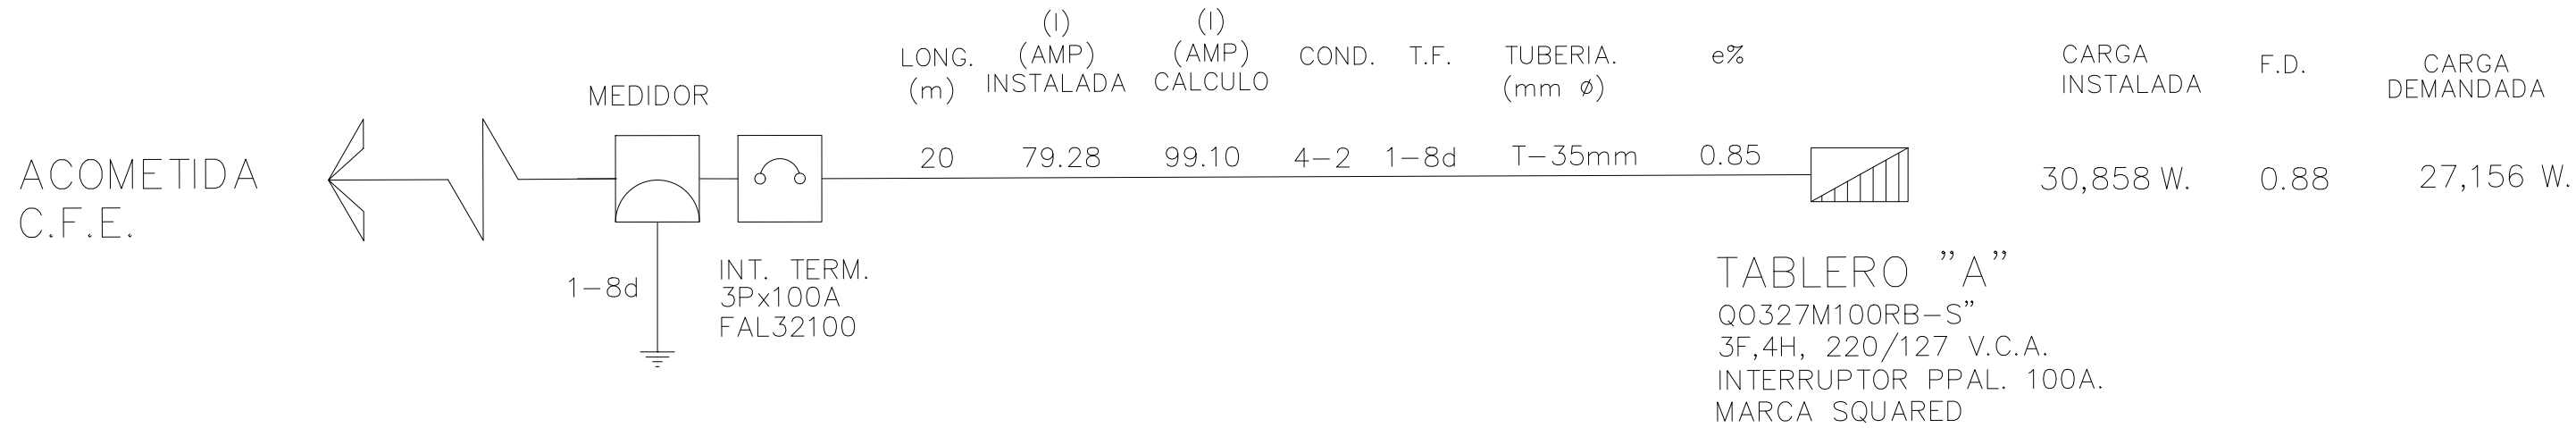 ACOMETIDA
C.F.E.
MEDIDOR
1-8d
INT. TERM.
3Px100A
FAL32100
LONG.
(m)
20
(I)
(AMP)
INSTALADA
79.28
(I)
(AMP)
CALCULO
99.10
COND.
4-2
T.F.
1-8d
TUBERIA.
(mm ø)
T-35mm
e%
0.85
TABLERO "A"
QO327M100RB-S"
3F,4H, 220/127 V.C.A.
INTERRUPTOR PPAL. 100A.
MARCA SQUARED
CARGA
INSTALADA
30,858 W.
F.D.
0.88
CARGA
DEMANDADA
27,156 W.